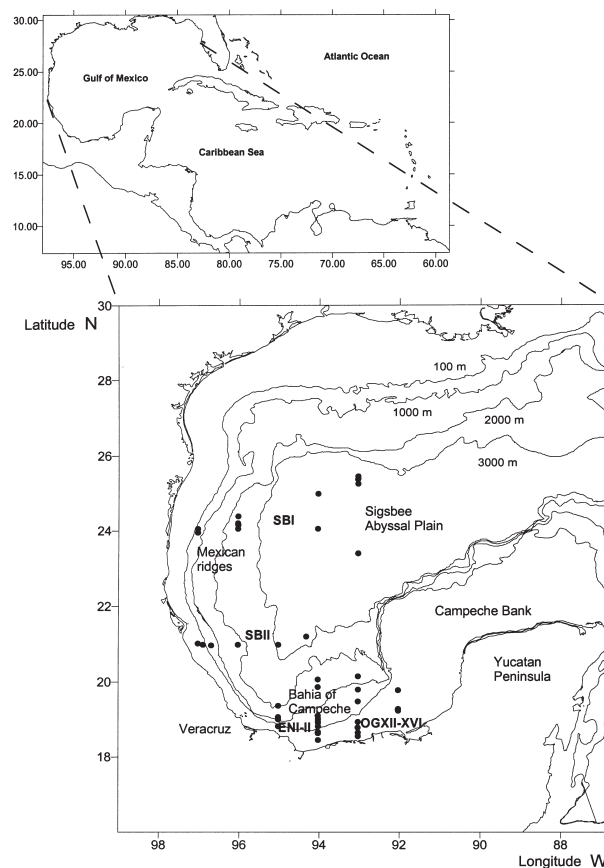 30.00
Atlantic Ocean
25.00
Gulf of Mexico
20.00
Caribbean Sea
15.00
10.00
95.00 90.00 85.00 80.00 75.00 70.00 65.00 60.00
Latitude N
30
100 m
28
1000 m
2000 m
26
3000 m
SBI
Sigsbee
Abyssal Plain
24
Mexican
ridges
22
Campeche Bank
SBII
Yucatan
Peninsula
20
Bahia of
Campeche
Veracruz
ENI-II
OGXII-XVI
18
98 96 94 92 90 88
Longitude W